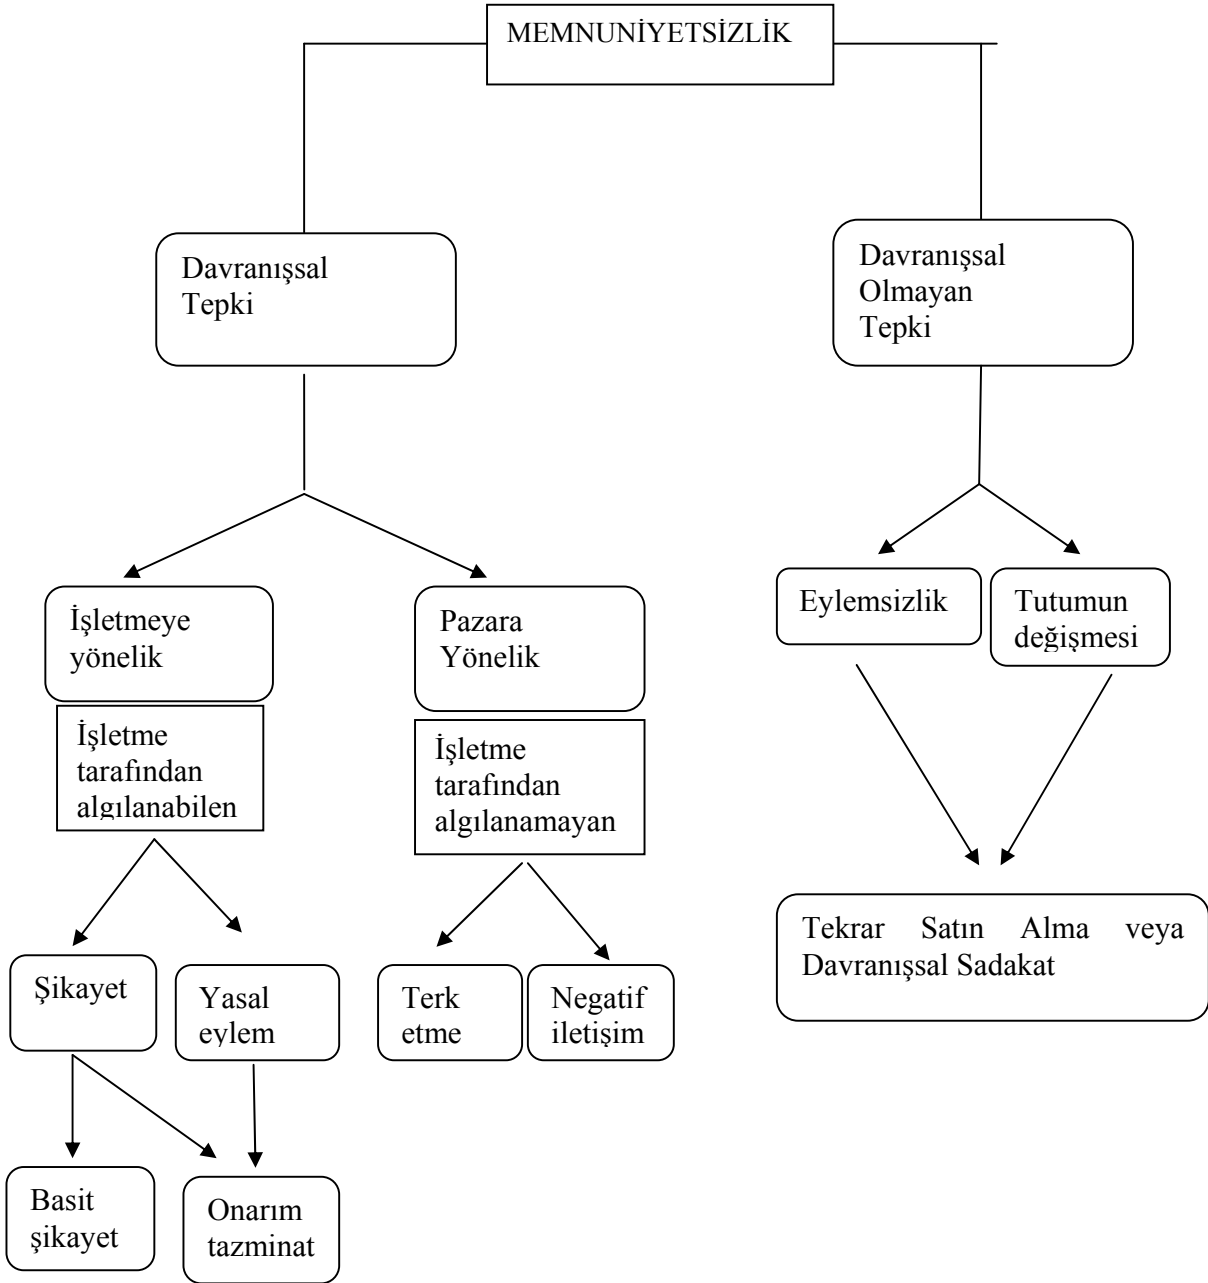 MEMNUNİYETSİZLİK
Davranışsal
Tepki
Davranışsal
Olmayan
Tepki
İşletmeye
yönelik
Pazara
Yönelik
Eylemsizlik
Tutumun
değişmesi
İşletme
tarafından
algılanabilen
İşletme
tarafından
algılanamayan
Tekrar Satın Alma veya
Davranışsal Sadakat
Şikayet
Yasal
eylem
Terk
etme
Negatif
iletişim
Basit
şikayet
Onarım
tazminat